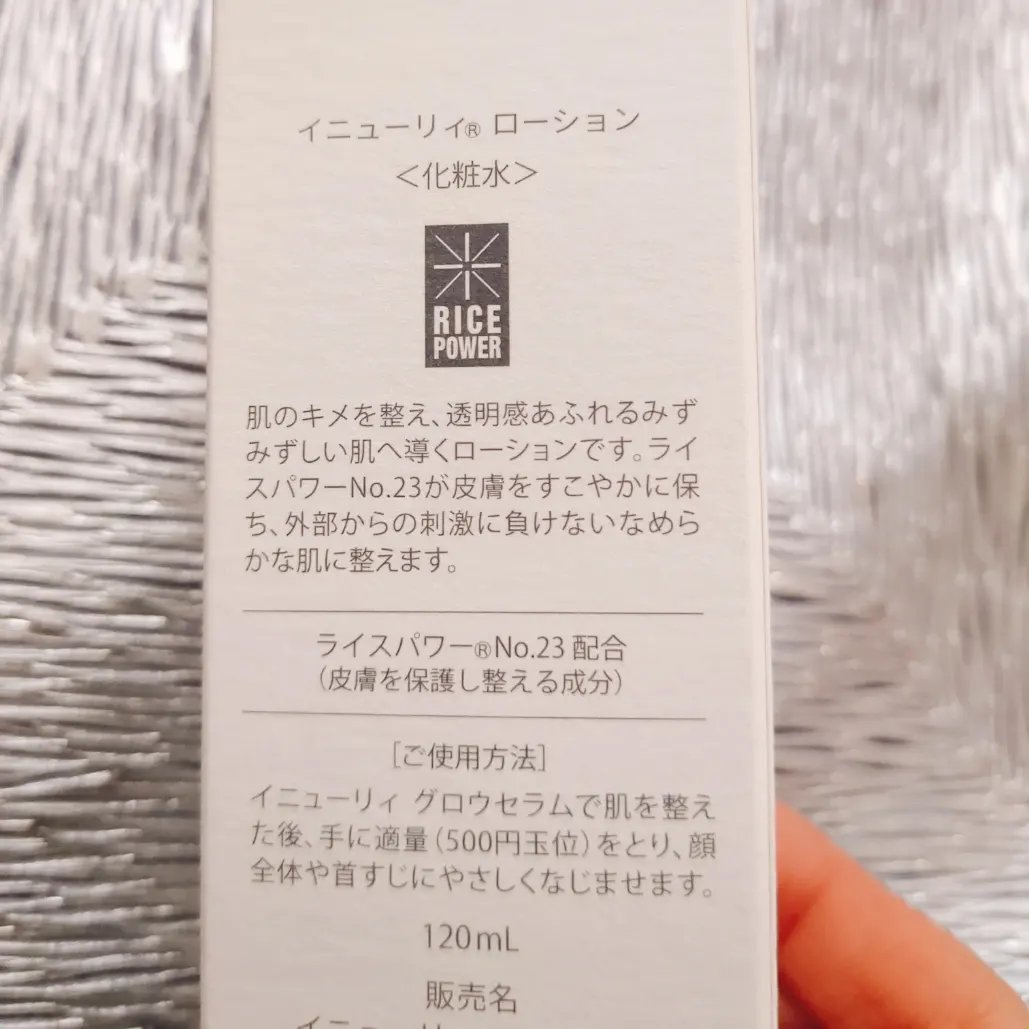 イニューリィ® ローション
＜化粧水＞
RICE
POWER
肌のキメを整え、透明感あふれるみず
みずしい肌へ導くローションです。ライ
スパワーNo.23が皮膚をすこやかに保
ち、外部からの刺激に負けないなめら
かな肌に整えます。
ライスパワー®No.23 配合
（皮膚を保護し整える成分）
［ご使用方法］
イニューリィ グロウセラムで肌を整え
た後、手に適量（500円玉位）をとり、顔
全体や首すじにやさしくなじませます。
120mL
販売名